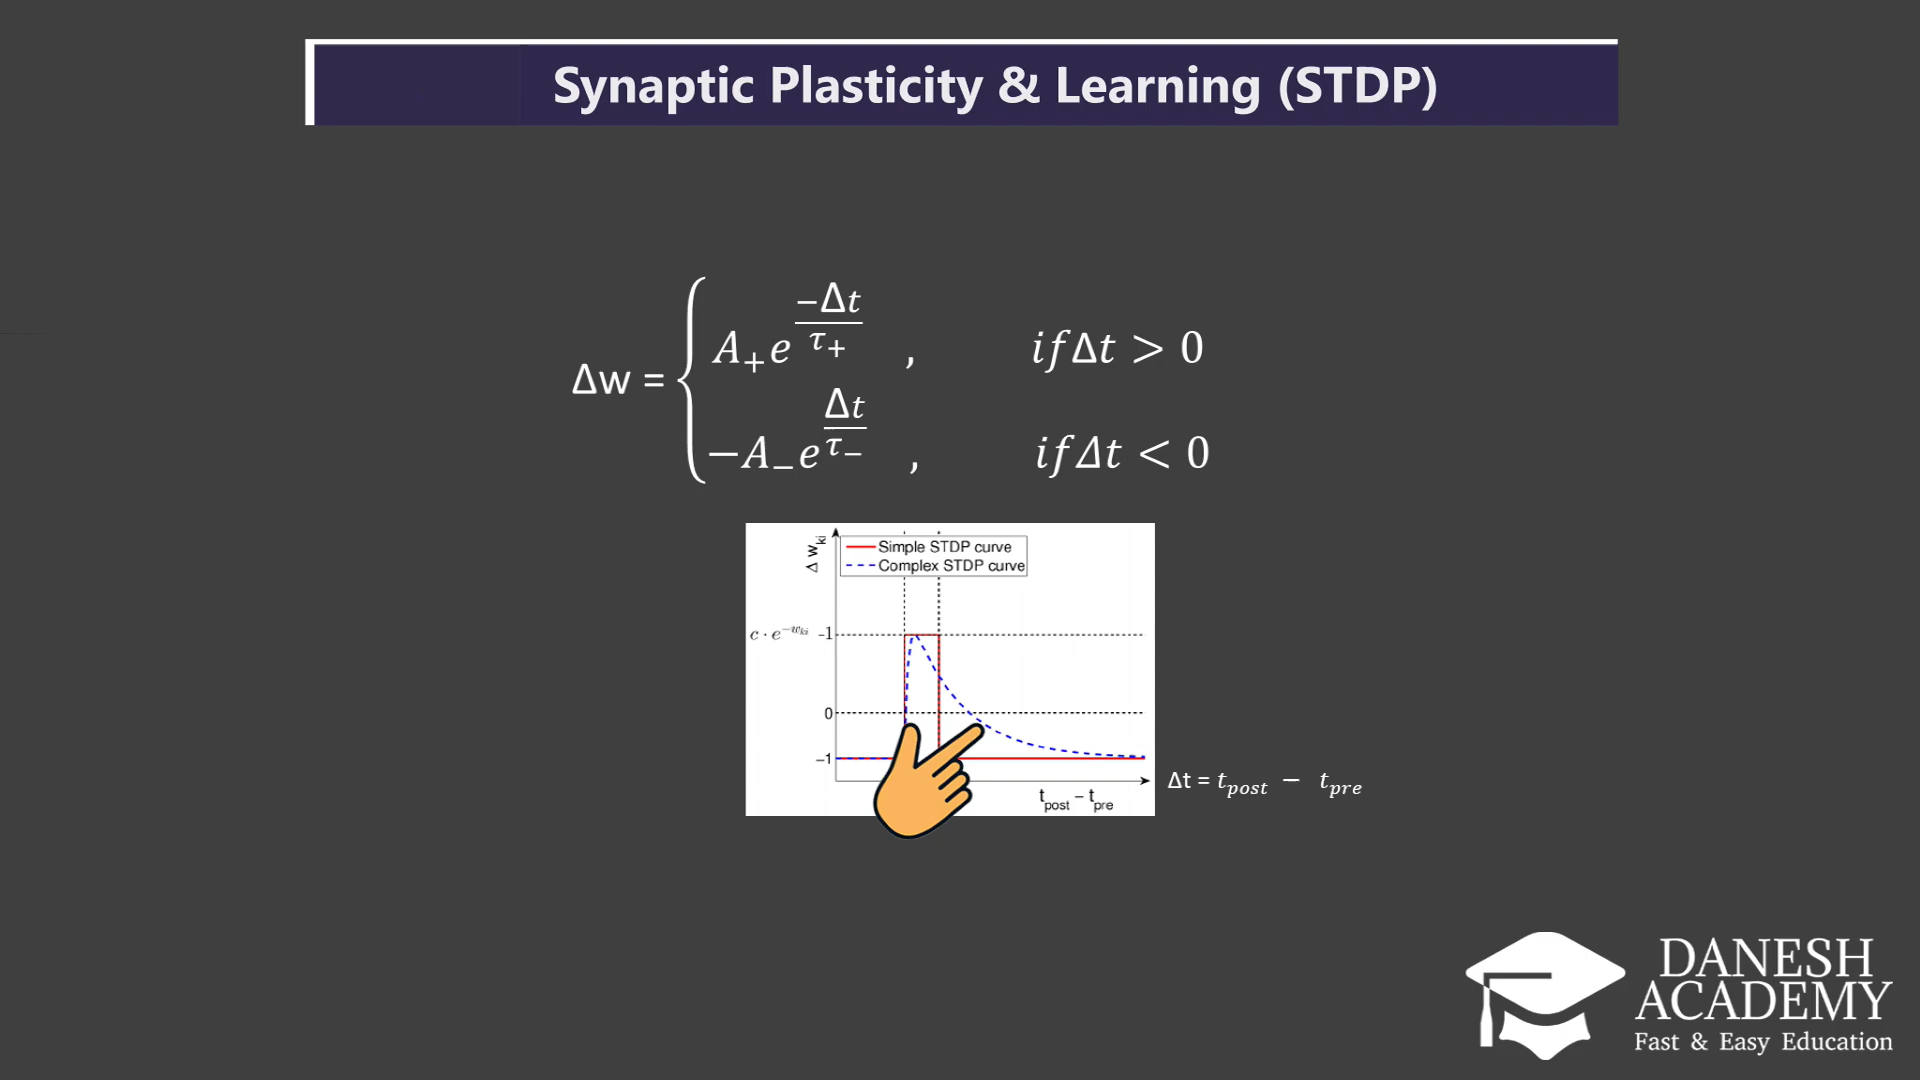 Synaptic Plasticity & Learning (STDP)
Δw = { A₊e^(−Δt/τ₊) , ifΔt > 0
−A₋e^(Δt/τ₋) , ifΔt < 0
Δ w_ki
Simple STDP curve
Complex STDP curve
c · e^(−w_ki) -1
0
−1
t_post − t_pre
Δt = t_post − t_pre
DANESH
ACADEMY
Fast & Easy Education